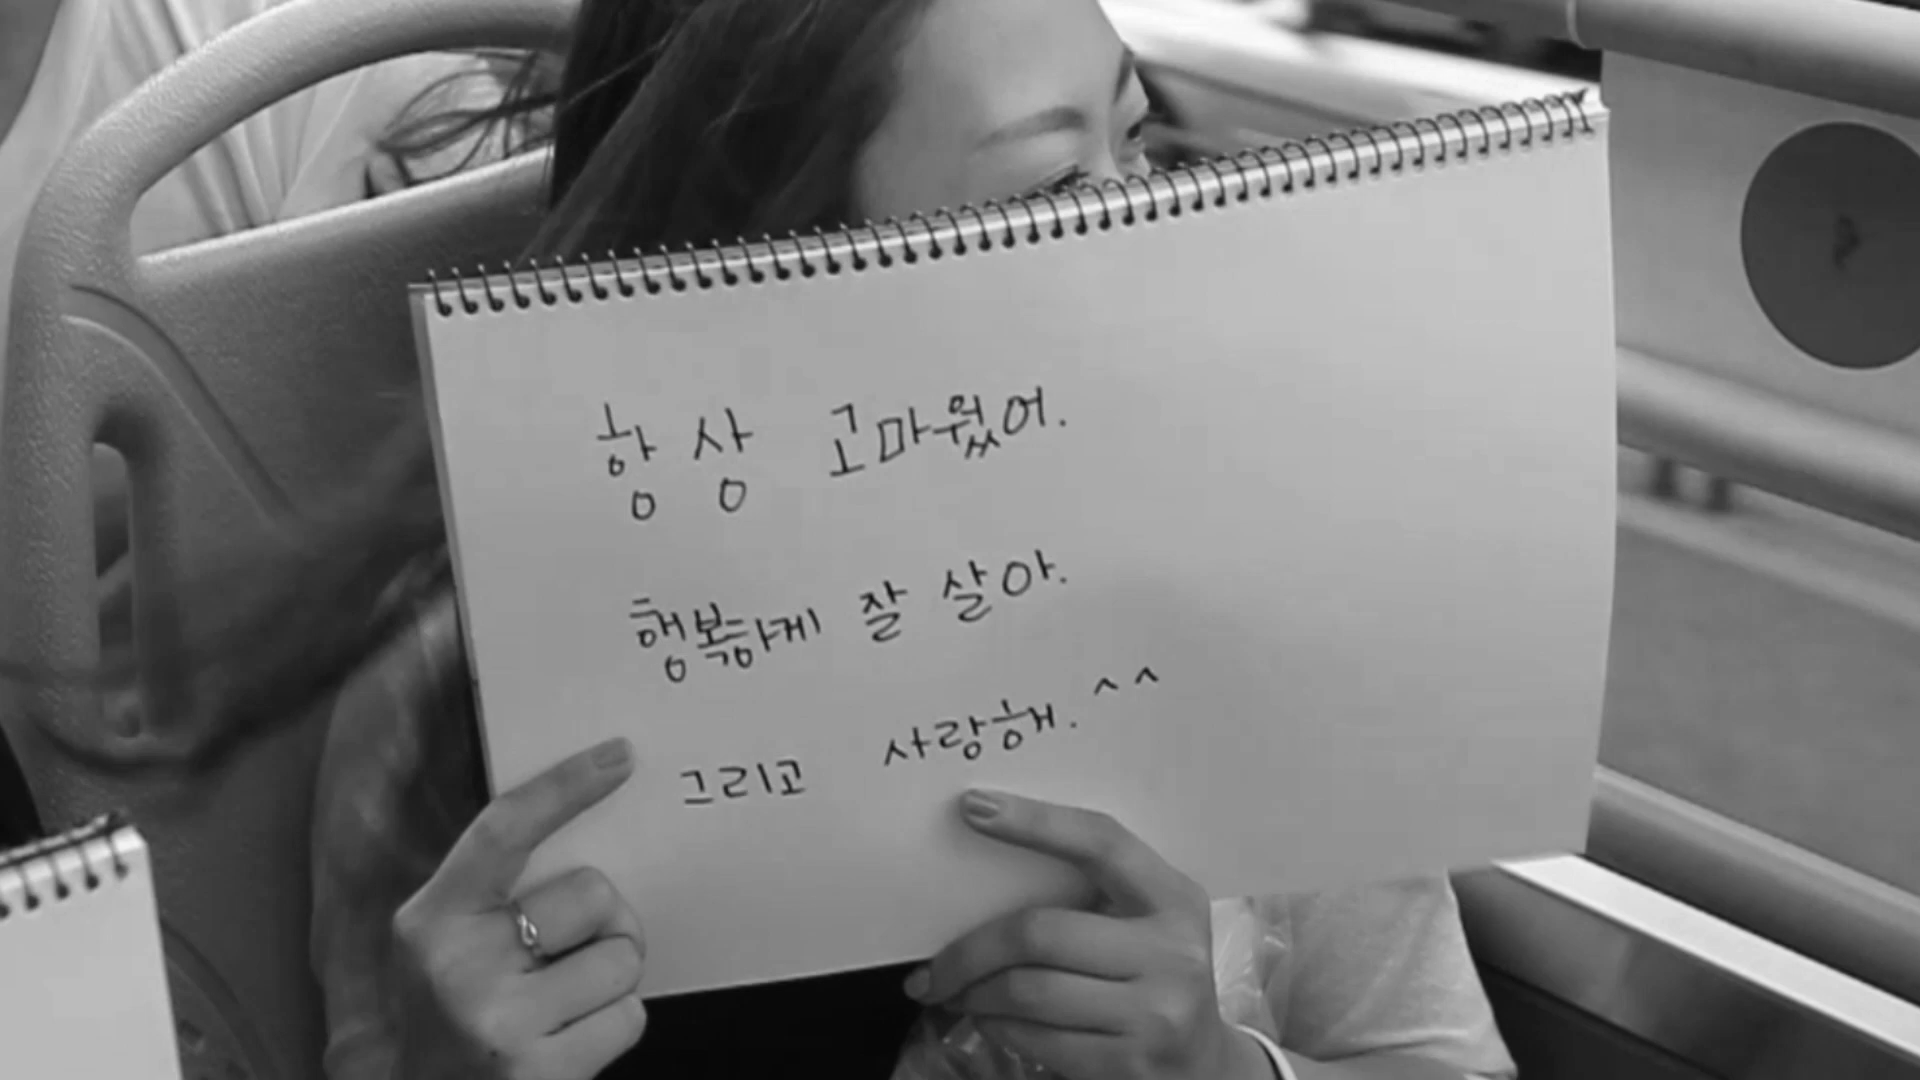 항상 고마웠어.
행복하게 잘 살아.
그리고 사랑해. ^^